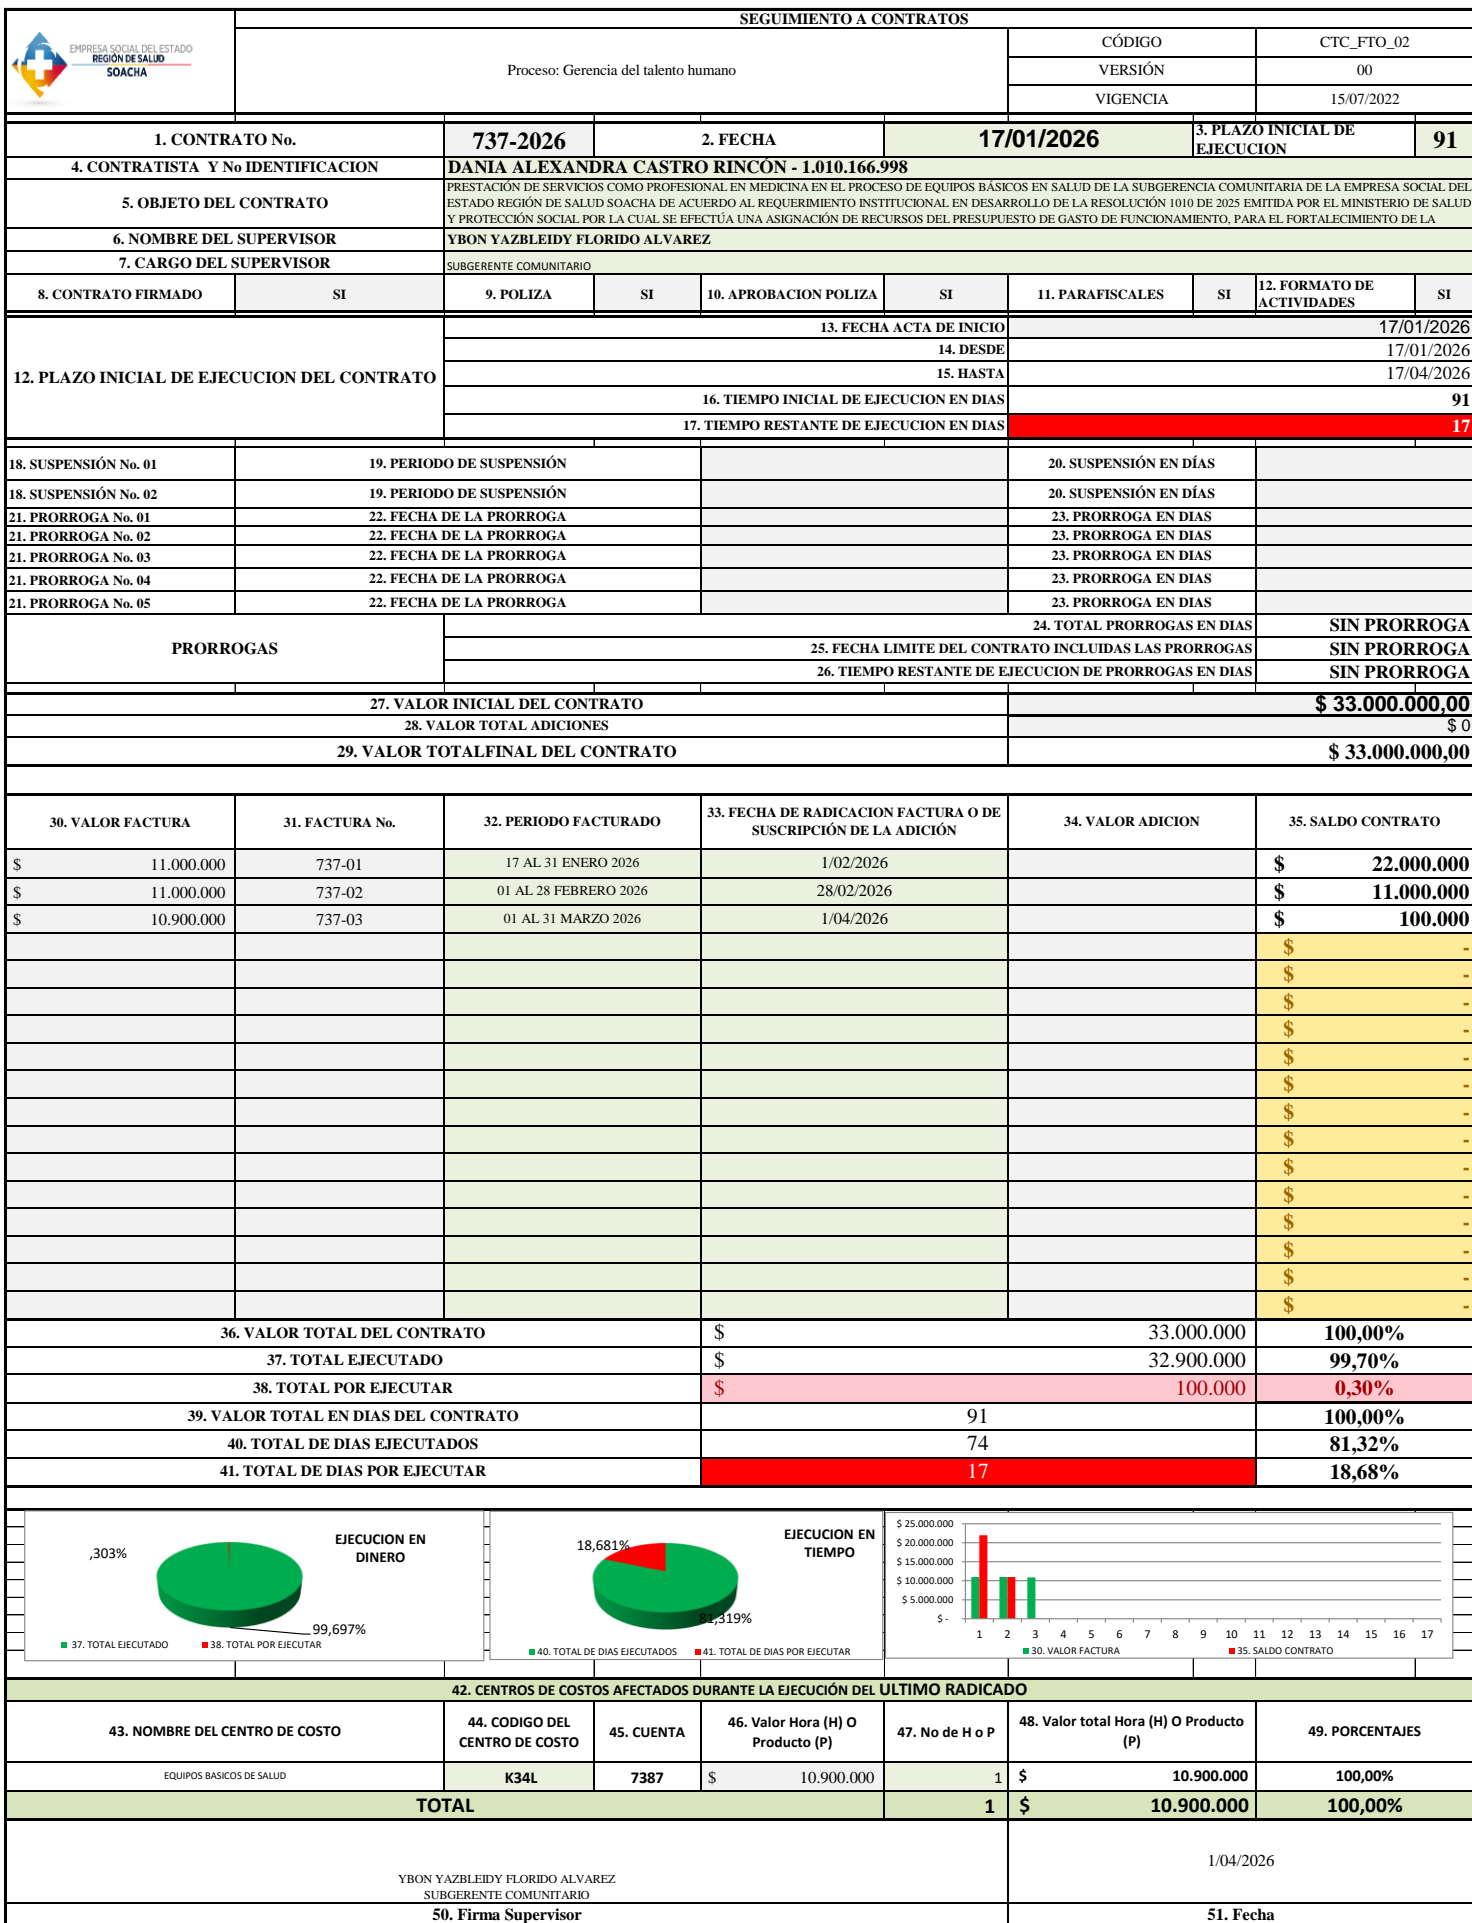 SEGUIMIENTO A CONTRATOS
EMPRESA SOCIAL DEL ESTADO
REGIÓN DE SALUD
SOACHA
Proceso: Gerencia del talento humano
CÓDIGO CTC_FTO_02
VERSIÓN 00
VIGENCIA 15/07/2022
1. CONTRATO No. 737-2026 2. FECHA 17/01/2026 3. PLAZO INICIAL DE EJECUCION 91
4. CONTRATISTA Y No IDENTIFICACION DANIA ALEXANDRA CASTRO RINCÓN - 1.010.166.998
5. OBJETO DEL CONTRATO
PRESTACIÓN DE SERVICIOS COMO PROFESIONAL EN MEDICINA EN EL PROCESO DE EQUIPOS BÁSICOS EN SALUD DE LA SUBGERENCIA COMUNITARIA DE LA EMPRESA SOCIAL DEL
ESTADO REGIÓN DE SALUD SOACHA DE ACUERDO AL REQUERIMIENTO INSTITUCIONAL EN DESARROLLO DE LA RESOLUCIÓN 1010 DE 2025 EMITIDA POR EL MINISTERIO DE SALUD
Y PROTECCIÓN SOCIAL POR LA CUAL SE EFECTÚA UNA ASIGNACIÓN DE RECURSOS DEL PRESUPUESTO DE GASTO DE FUNCIONAMIENTO, PARA EL FORTALECIMIENTO DE LA
6. NOMBRE DEL SUPERVISOR YBON YAZBLEIDY FLORIDO ALVAREZ
7. CARGO DEL SUPERVISOR SUBGERENTE COMUNITARIO
8. CONTRATO FIRMADO SI 9. POLIZA SI 10. APROBACION POLIZA SI 11. PARAFISCALES SI 12. FORMATO DE ACTIVIDADES SI
12. PLAZO INICIAL DE EJECUCION DEL CONTRATO
13. FECHA ACTA DE INICIO 17/01/2026
14. DESDE 17/01/2026
15. HASTA 17/04/2026
16. TIEMPO INICIAL DE EJECUCION EN DIAS 91
17. TIEMPO RESTANTE DE EJECUCION EN DIAS 17
18. SUSPENSIÓN No. 01 19. PERIODO DE SUSPENSIÓN 20. SUSPENSIÓN EN DÍAS
18. SUSPENSIÓN No. 02 19. PERIODO DE SUSPENSIÓN 20. SUSPENSIÓN EN DÍAS
21. PRORROGA No. 01 22. FECHA DE LA PRORROGA 23. PRORROGA EN DIAS
21. PRORROGA No. 02 22. FECHA DE LA PRORROGA 23. PRORROGA EN DIAS
21. PRORROGA No. 03 22. FECHA DE LA PRORROGA 23. PRORROGA EN DIAS
21. PRORROGA No. 04 22. FECHA DE LA PRORROGA 23. PRORROGA EN DIAS
21. PRORROGA No. 05 22. FECHA DE LA PRORROGA 23. PRORROGA EN DIAS
PRORROGAS
24. TOTAL PRORROGAS EN DIAS SIN PRORROGA
25. FECHA LIMITE DEL CONTRATO INCLUIDAS LAS PRORROGAS SIN PRORROGA
26. TIEMPO RESTANTE DE EJECUCION DE PRORROGAS EN DIAS SIN PRORROGA
27. VALOR INICIAL DEL CONTRATO $ 33.000.000,00
28. VALOR TOTAL ADICIONES $ 0
29. VALOR TOTALFINAL DEL CONTRATO $ 33.000.000,00
30. VALOR FACTURA 31. FACTURA No. 32. PERIODO FACTURADO 33. FECHA DE RADICACION FACTURA O DE SUSCRIPCIÓN DE LA ADICIÓN 34. VALOR ADICION 35. SALDO CONTRATO
$ 11.000.000 737-01 17 AL 31 ENERO 2026 1/02/2026 $ 22.000.000
$ 11.000.000 737-02 01 AL 28 FEBRERO 2026 28/02/2026 $ 11.000.000
$ 10.900.000 737-03 01 AL 31 MARZO 2026 1/04/2026 $ 100.000
$ -
$ -
$ -
$ -
$ -
$ -
$ -
$ -
$ -
$ -
$ -
$ -
$ -
$ -
36. VALOR TOTAL DEL CONTRATO $ 33.000.000 100,00%
37. TOTAL EJECUTADO $ 32.900.000 99,70%
38. TOTAL POR EJECUTAR $ 100.000 0,30%
39. VALOR TOTAL EN DIAS DEL CONTRATO 91 100,00%
40. TOTAL DE DIAS EJECUTADOS 74 81,32%
41. TOTAL DE DIAS POR EJECUTAR 17 18,68%
EJECUCION EN DINERO
,303%
99,697%
37. TOTAL EJECUTADO 38. TOTAL POR EJECUTAR
EJECUCION EN TIEMPO
18,681%
81,319%
40. TOTAL DE DIAS EJECUTADOS 41. TOTAL DE DIAS POR EJECUTAR
$ 25.000.000
$ 20.000.000
$ 15.000.000
$ 10.000.000
$ 5.000.000
$ -
1 2 3 4 5 6 7 8 9 10 11 12 13 14 15 16 17
30. VALOR FACTURA 35. SALDO CONTRATO
42. CENTROS DE COSTOS AFECTADOS DURANTE LA EJECUCIÓN DEL ULTIMO RADICADO
43. NOMBRE DEL CENTRO DE COSTO 44. CODIGO DEL CENTRO DE COSTO 45. CUENTA 46. Valor Hora (H) O Producto (P) 47. No de H o P 48. Valor total Hora (H) O Producto (P) 49. PORCENTAJES
EQUIPOS BASICOS DE SALUD K34L 7387 $ 10.900.000 1 $ 10.900.000 100,00%
TOTAL 1 $ 10.900.000 100,00%
YBON YAZBLEIDY FLORIDO ALVAREZ
SUBGERENTE COMUNITARIO
1/04/2026
50. Firma Supervisor 51. Fecha